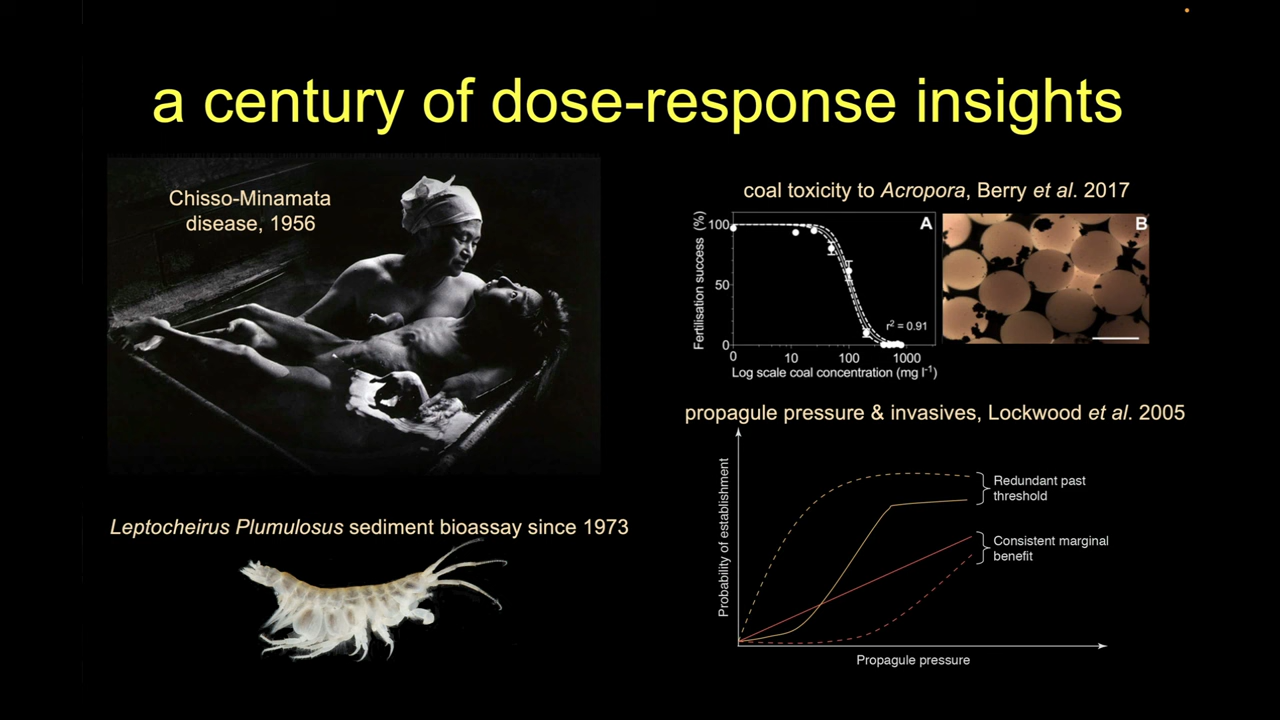 a century of dose-response insights
Chisso-Minamata
disease, 1956
Leptocheirus Plumulosus sediment bioassay since 1973
coal toxicity to Acropora, Berry et al. 2017
A
B
Fertilisation success (%)
100
50
0
r² = 0.91
0 10 100 1000
Log scale coal concentration (mg l⁻¹)
propagule pressure & invasives, Lockwood et al. 2005
Probability of establishment
Redundant past
threshold
Consistent marginal
benefit
Propagule pressure